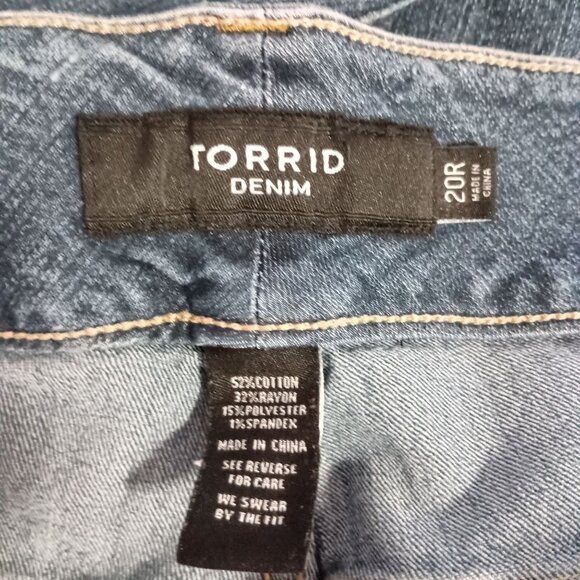 TORRID
DENIM
20R
MADE IN
CHINA
52%COTTON
32%RAYON
15%POLYESTER
1%SPANDEX
MADE IN CHINA
SEE REVERSE
FOR CARE
WE SWEAR
BY THE FIT